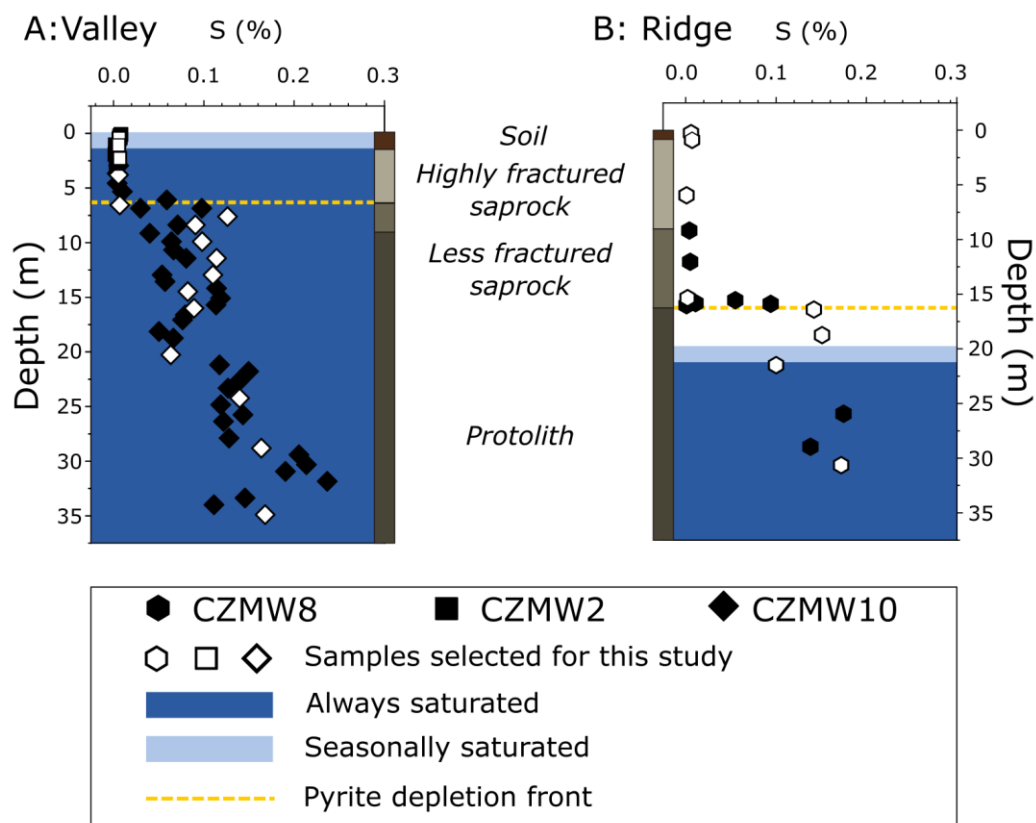 A:Valley
S (%)
B: Ridge
S (%)
0.0 0.1 0.2 0.3
0.0 0.1 0.2 0.3
Depth (m)
0
5
10
15
20
25
30
35
Soil
Highly fractured
saprock
Less fractured
saprock
Protolith
0
5
10
15
20
25
30
35
Depth (m)
CZMW8 CZMW2 CZMW10
Samples selected for this study
Always saturated
Seasonally saturated
Pyrite depletion front